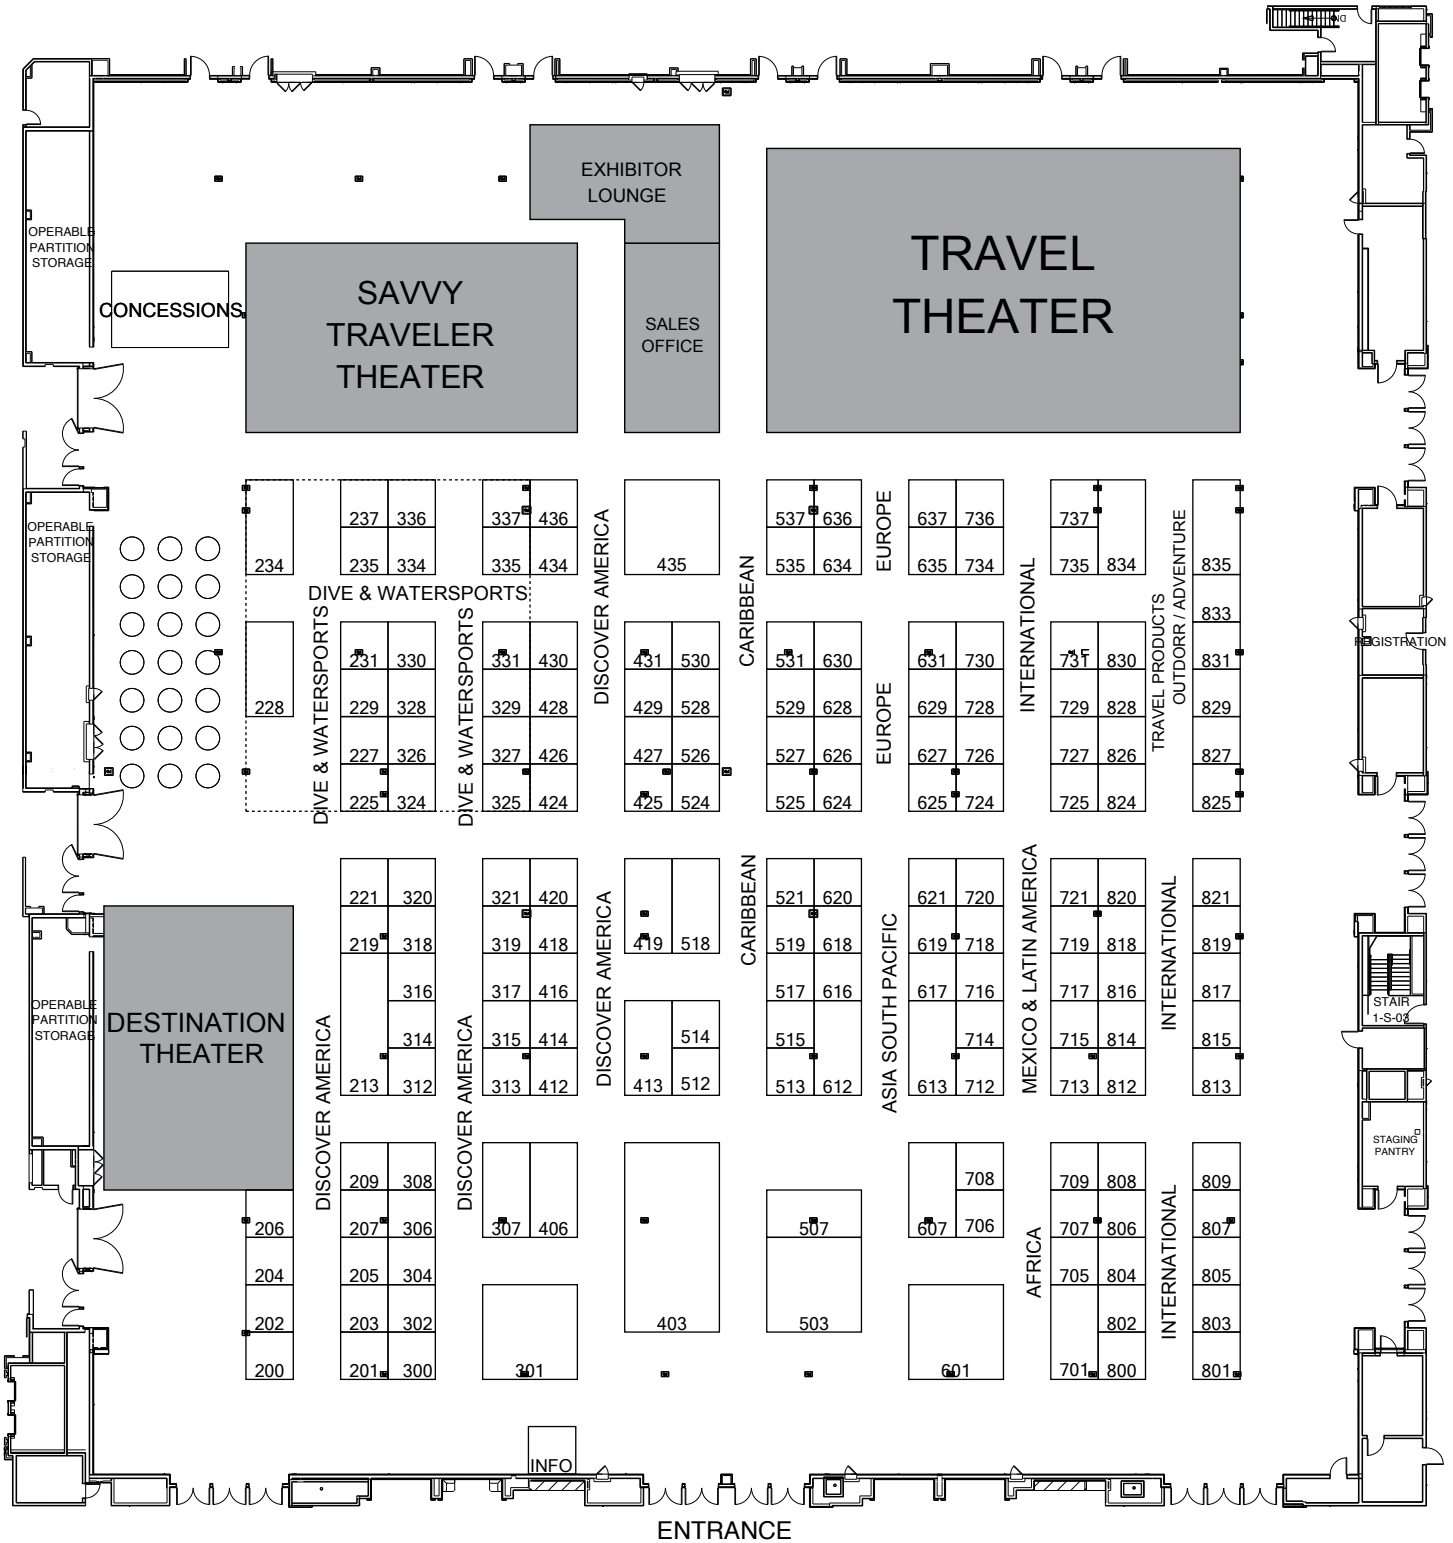 DN
EXHIBITOR
LOUNGE
TRAVEL
THEATER
OPERABLE
PARTITION
STORAGE
CONCESSIONS
SAVVY
TRAVELER
THEATER
SALES
OFFICE
OPERABLE
PARTITION
STORAGE
237 336 337 436 537 636 637 736 737
234 235 334 335 434 435 535 634 635 734 735 834 835
DIVE & WATERSPORTS
DIVE & WATERSPORTS
DIVE & WATERSPORTS
DISCOVER AMERICA
CARIBBEAN
EUROPE
EUROPE
INTERNATIONAL
TRAVEL PRODUCTS
OUTDORR / ADVENTURE
833
REGISTRATION
231 330 331 430 431 530 531 630 631 730 731 830 831
228 229 328 329 428 429 528 529 628 629 728 729 828 829
227 326 327 426 427 526 527 626 627 726 727 826 827
225 324 325 424 425 524 525 624 625 724 725 824 825
221 320 321 420 521 620 621 720 721 820 821
219 318 319 418 419 518 519 618 619 718 719 818 819
316 317 416 517 616 617 716 717 816 817
314 315 414 514 515 714 715 814 815
213 312 313 412 413 512 513 612 613 712 713 812 813
OPERABLE
PARTITION
STORAGE
DESTINATION
THEATER
DISCOVER AMERICA
DISCOVER AMERICA
DISCOVER AMERICA
CARIBBEAN
ASIA SOUTH PACIFIC
MEXICO & LATIN AMERICA
INTERNATIONAL
STAIR
1-S-03
STAGING
PANTRY
209 308 708 709 808 809
206 207 306 307 406 507 607 706 707 806 807
204 205 304 705 804 805
202 203 302 403 503 802 803
200 201 300 301 601 701 800 801
AFRICA
INTERNATIONAL
INFO
ENTRANCE